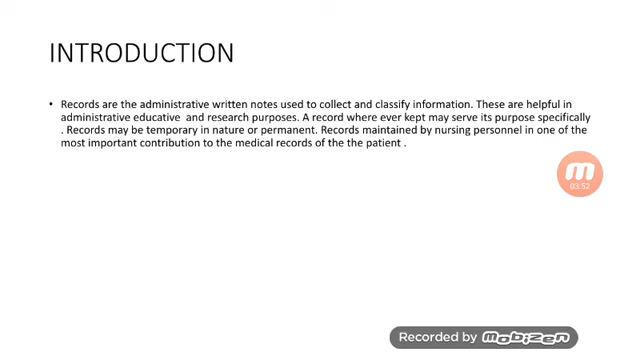 INTRODUCTION
• Records are the administrative written notes used to collect and classify information. These are helpful in
administrative educative and research purposes. A record where ever kept may serve its purpose specifically
. Records may be temporary in nature or permanent. Records maintained by nursing personnel in one of the
most important contribution to the medical records of the the patient .
m
03:52
Recorded by mobizen